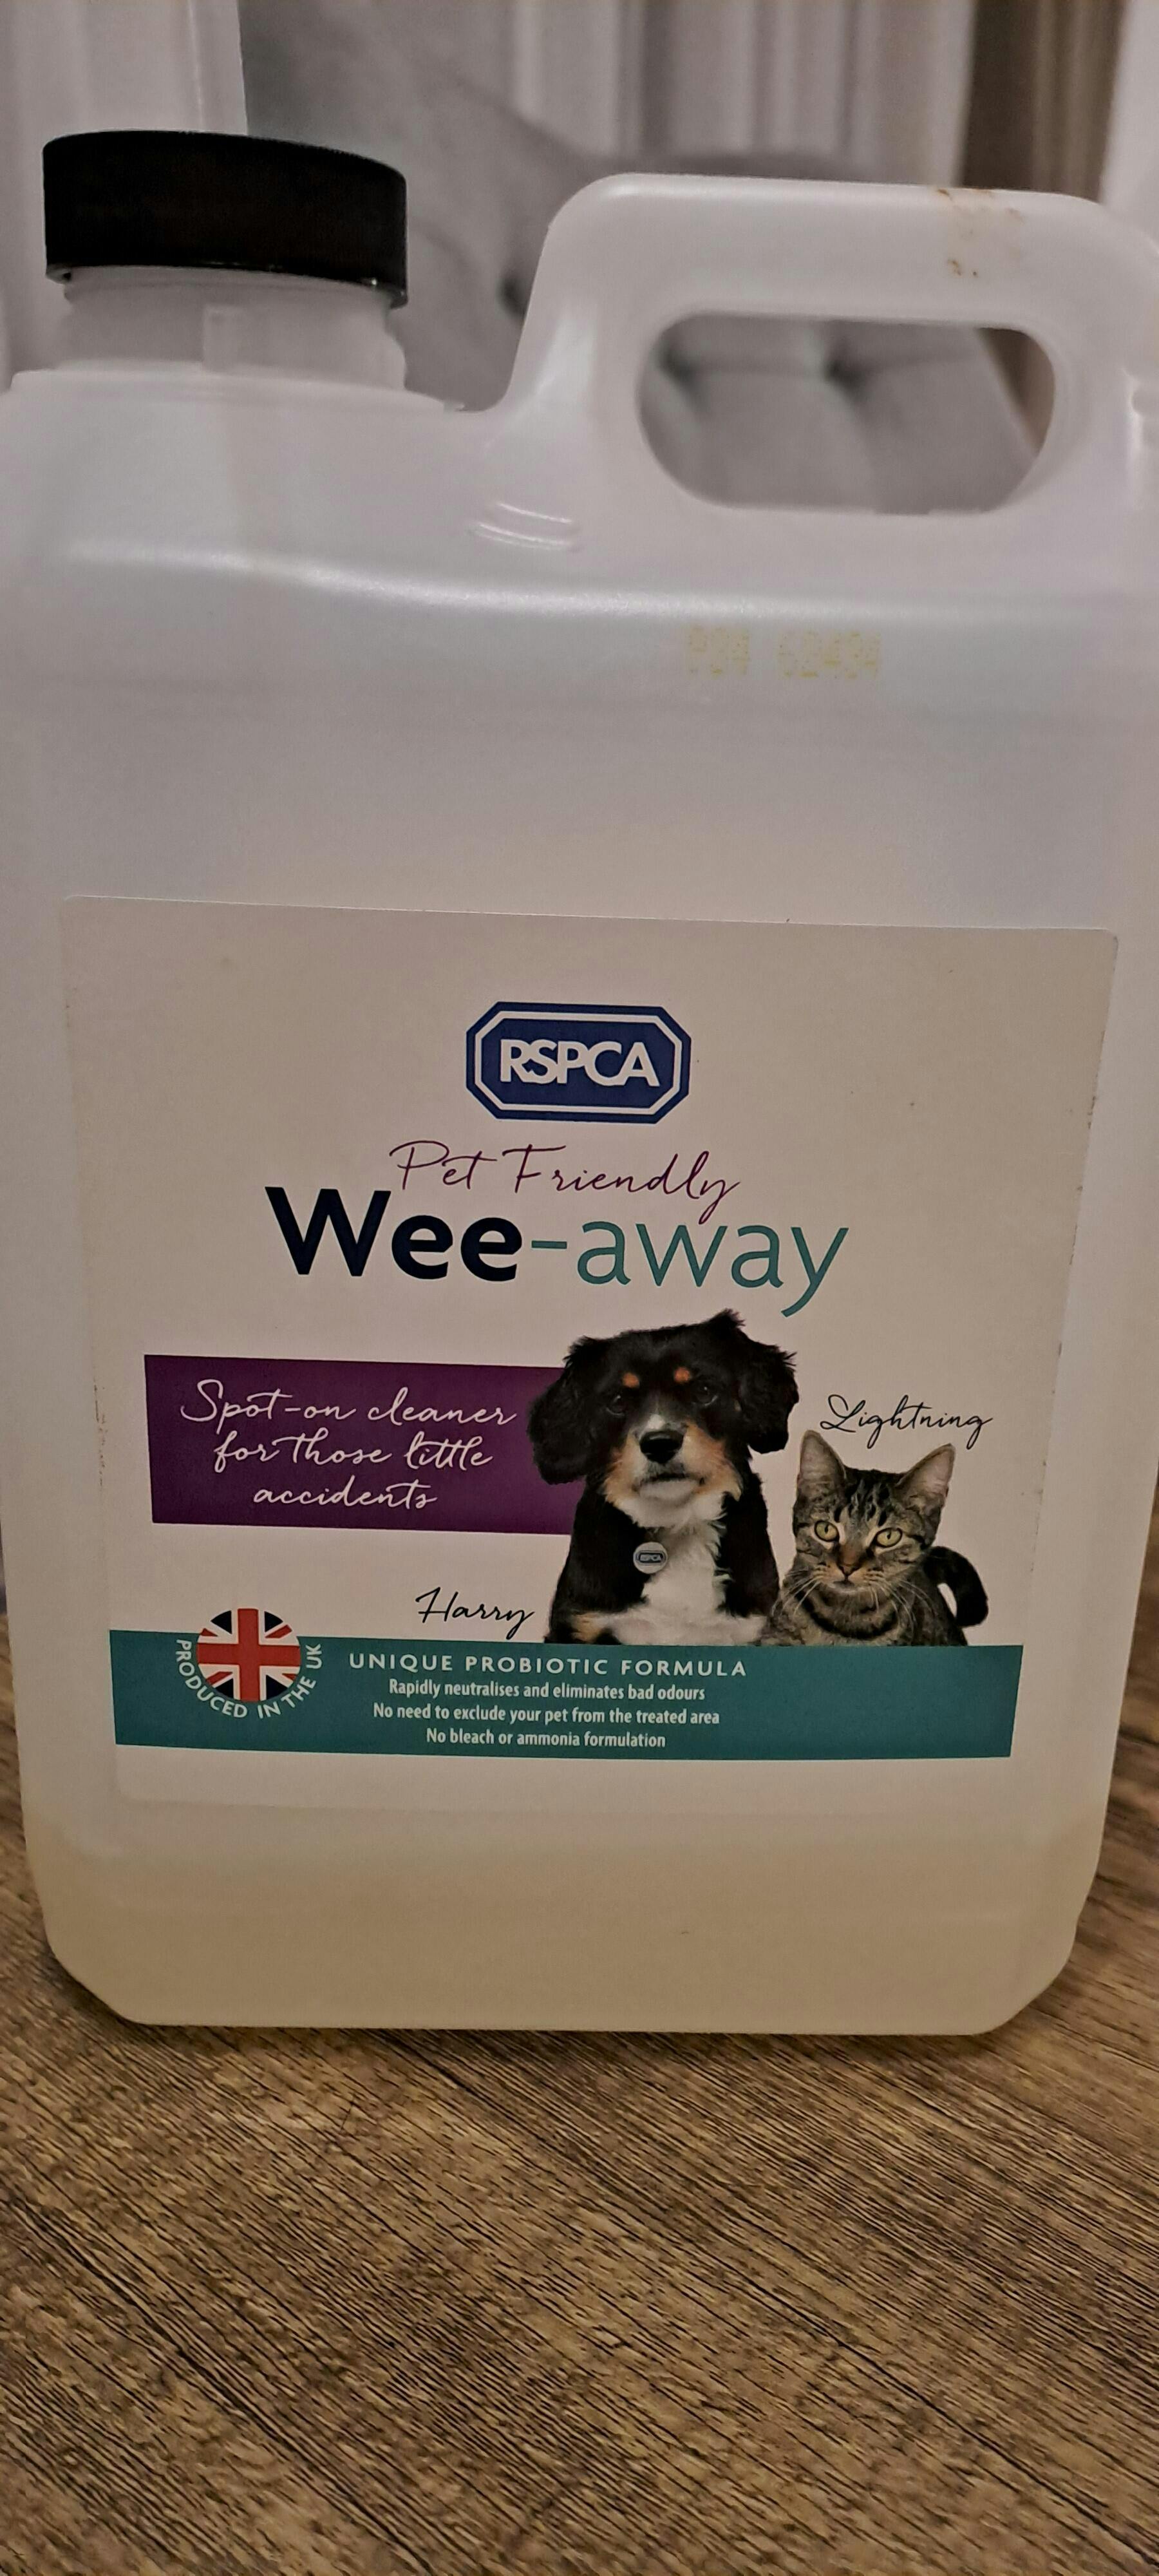 RSPCA
Pet Friendly
Wee-away
Spot-on cleaner
for those little
accidents
Lightning
RSPCA
Harry
PRODUCED IN THE UK
UNIQUE PROBIOTIC FORMULA
Rapidly neutralises and eliminates bad odours
No need to exclude your pet from the treated area
No bleach or ammonia formulation